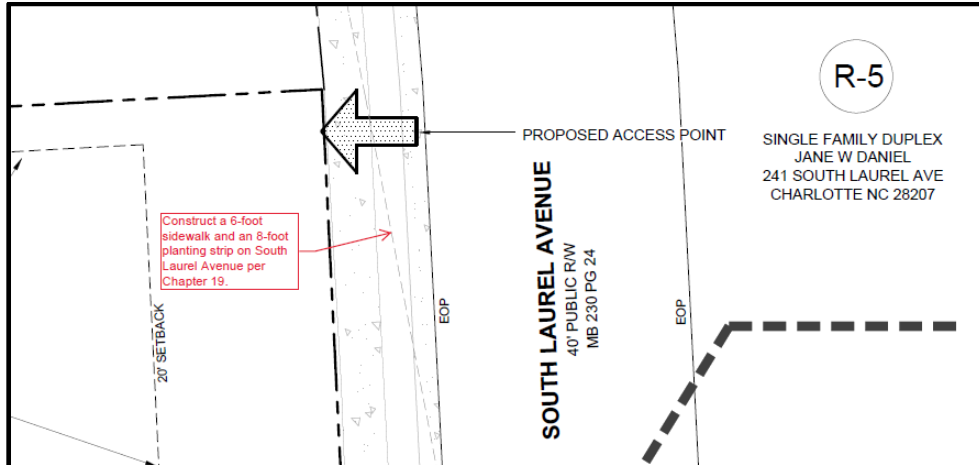 R-5
SINGLE FAMILY DUPLEX
JANE W DANIEL
241 SOUTH LAUREL AVE
CHARLOTTE NC 28207
PROPOSED ACCESS POINT
SOUTH LAUREL AVENUE
40' PUBLIC R/W
MB 230 PG 24
Construct a 6-foot
sidewalk and an 8-foot
planting strip on South
Laurel Avenue per
Chapter 19.
20' SETBACK
EOP
EOP